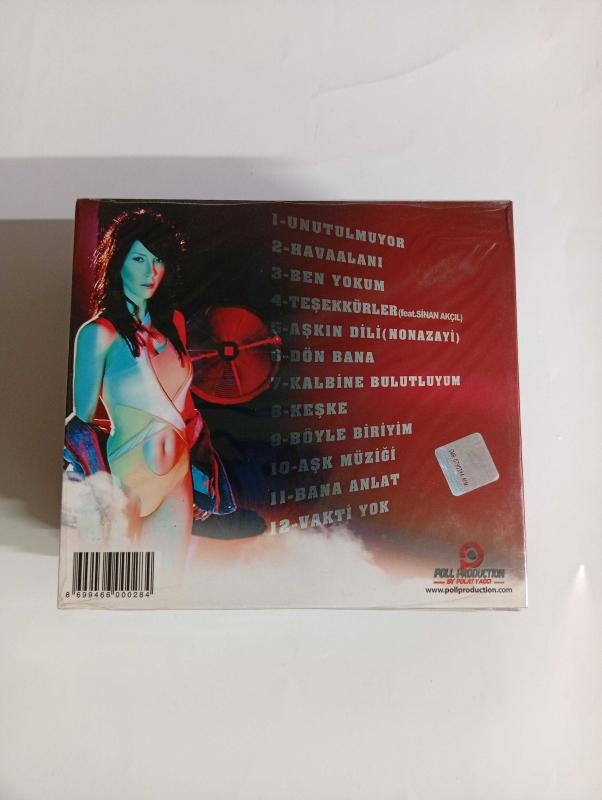 1-UNUTULMUYOR
2-HAVAALANI
3-BEN YOKUM
4-TEŞEKKÜRLER(feat.SİNAN AKÇIL)
5-AŞKIN DİLİ(NONAZAYİ)
6-DÖN BANA
7-KALBİNE BULUTLUYUM
8-KEŞKE
9-BÖYLE BİRİYİM
10-AŞK MÜZİĞİ
11-BANA ANLAT
12-VAKTİ YOK
POLL PRODUCTION
BY POLAT YAGCI
www.pollproduction.com
8 699466 000284